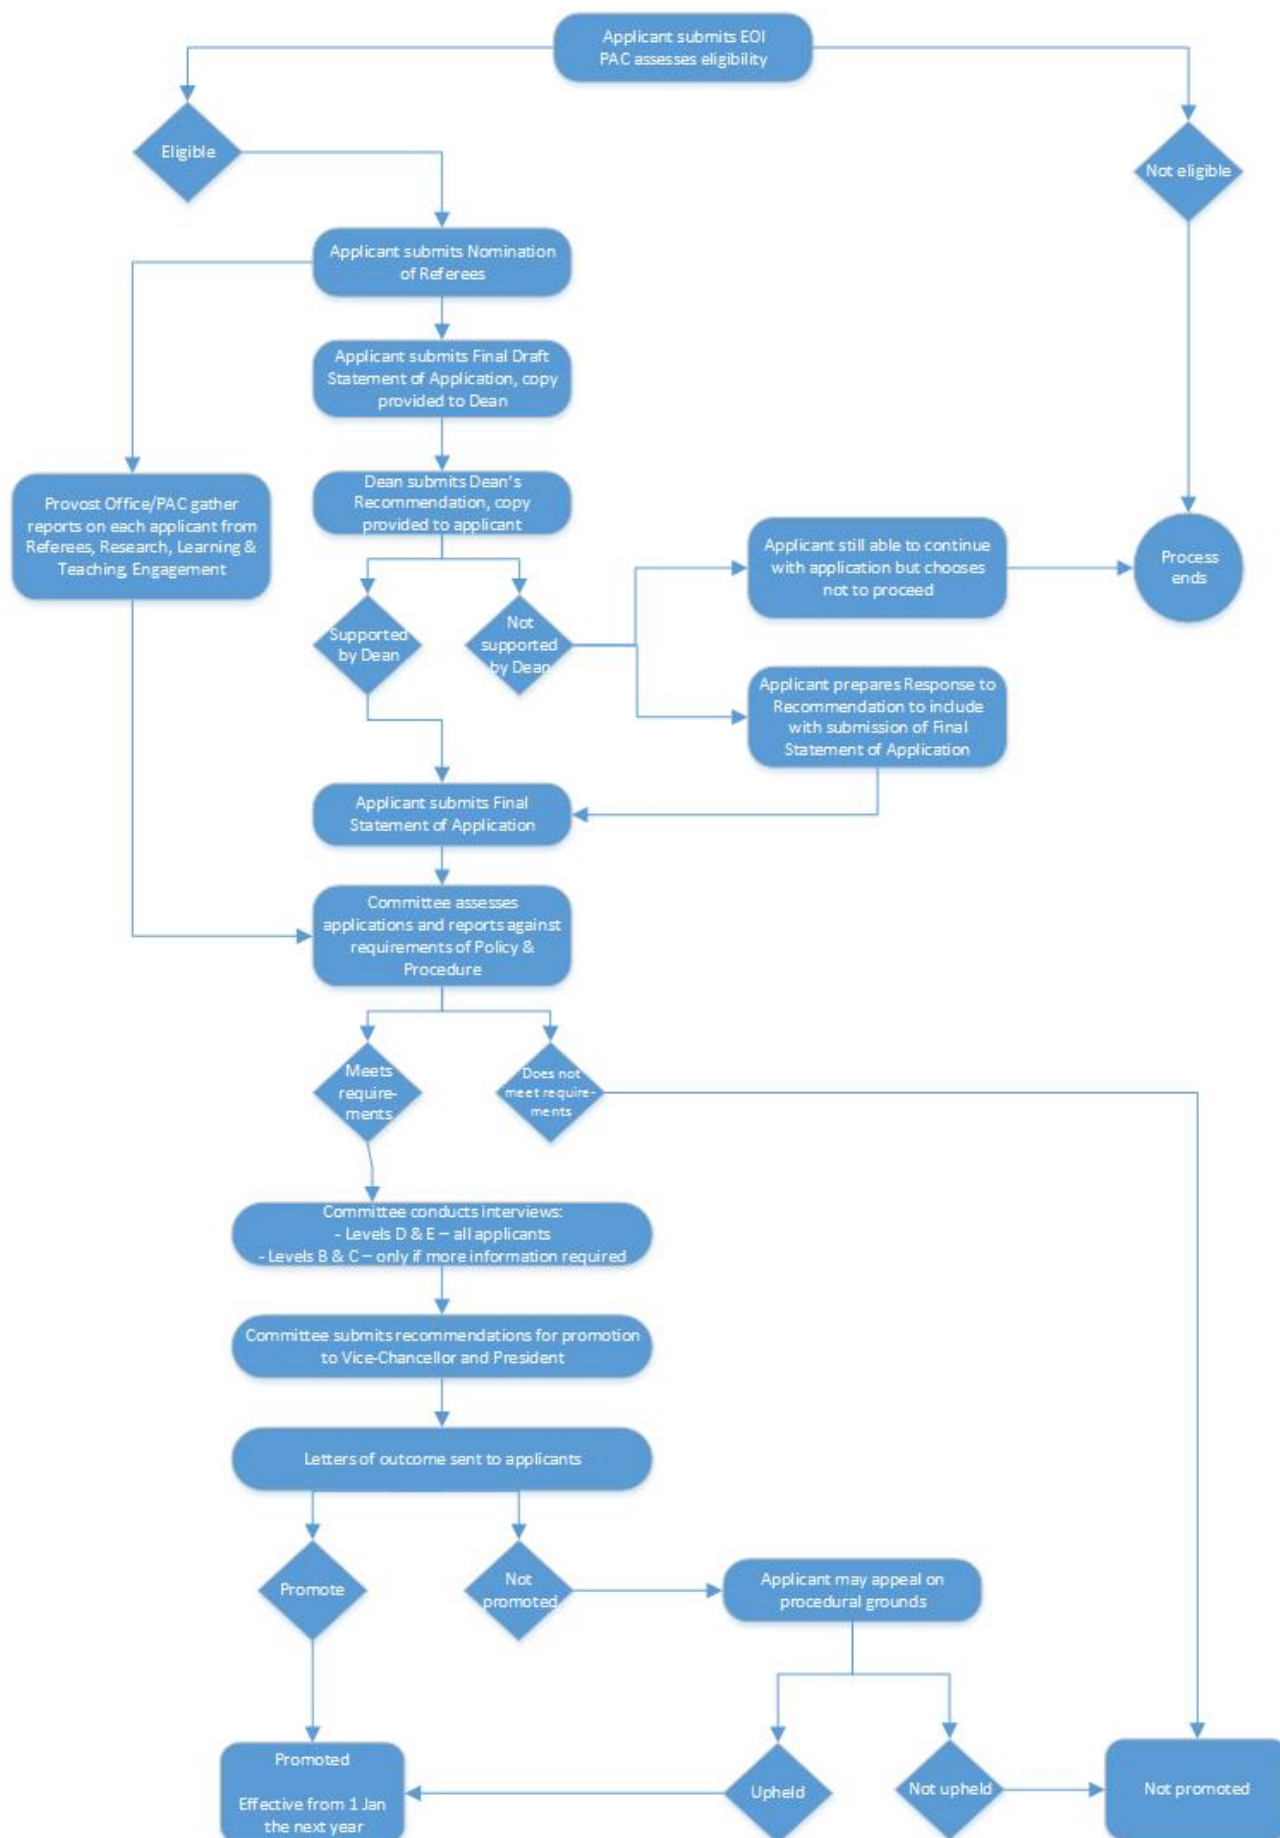 Applicant submits EOI
PAC assesses eligibility
Eligible
Not eligible
Applicant submits Nomination
of Referees
Applicant submits Final Draft
Statement of Application, copy
provided to Dean
Provost Office/PAC gather
reports on each applicant from
Referees, Research, Learning &
Teaching, Engagement
Dean submits Dean's
Recommendation, copy
provided to applicant
Applicant still able to continue
with application but chooses
not to proceed
Process
ends
Supported
by Dean
Not
supported
by Dean
Applicant prepares Response to
Recommendation to include
with submission of Final
Statement of Application
Applicant submits Final
Statement of Application
Committee assesses
applications and reports against
requirements of Policy &
Procedure
Meets
require-
ments
Does not
meet require-
ments
Committee conducts interviews:
- Levels D & E – all applicants
- Levels B & C – only if more information required
Committee submits recommendations for promotion
to Vice-Chancellor and President
Letters of outcome sent to applicants
Promote
Not
promoted
Applicant may appeal on
procedural grounds
Promoted
Effective from 1 Jan
the next year
Upheld
Not upheld
Not promoted